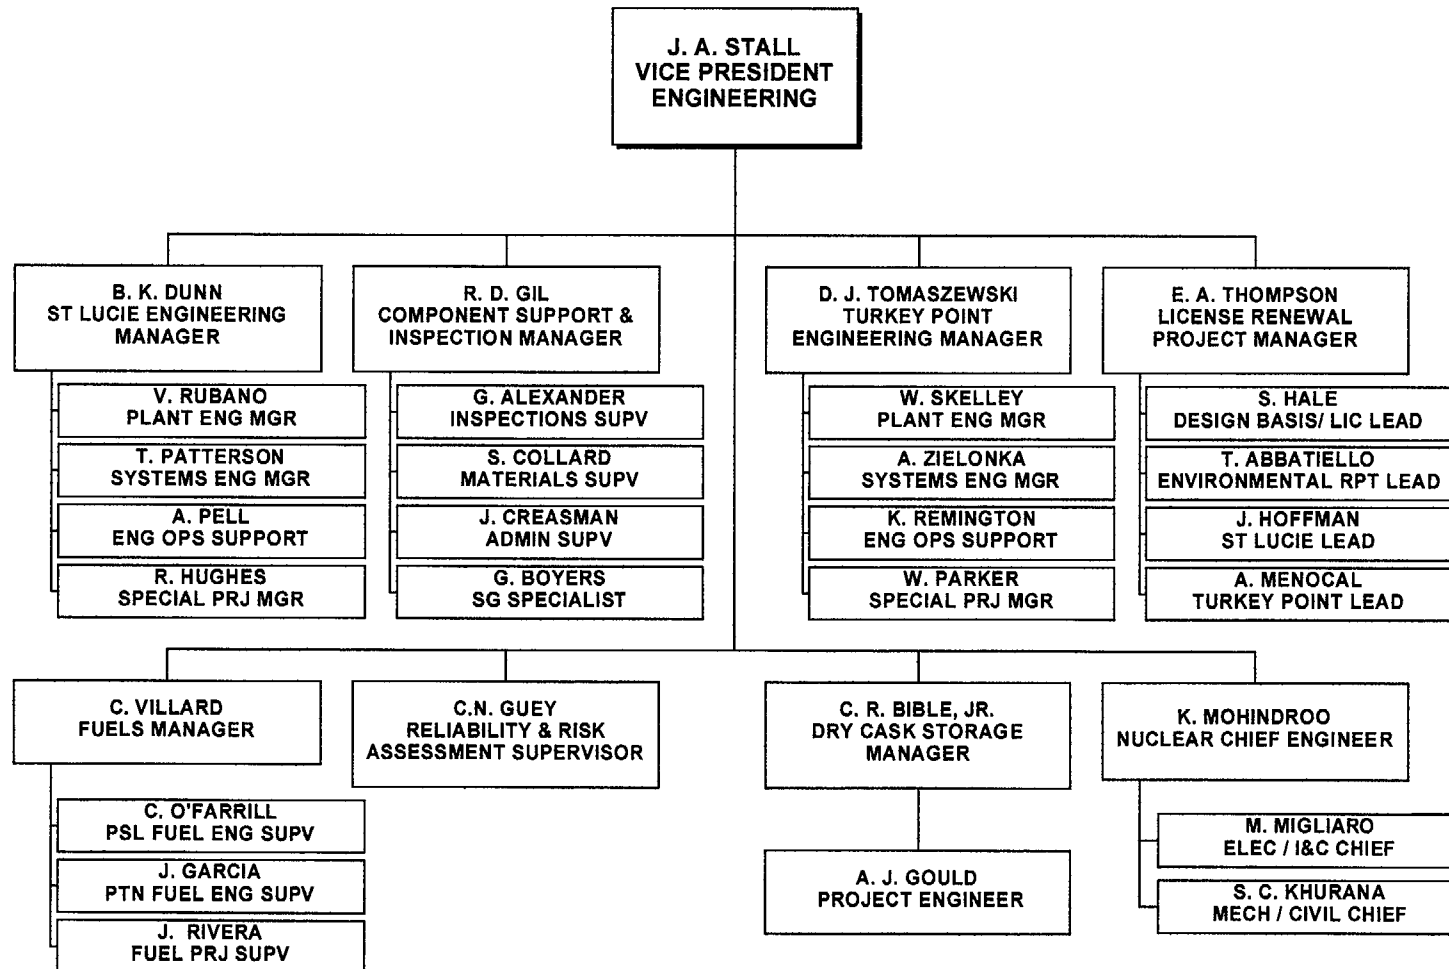 J. A. STALL
VICE PRESIDENT
ENGINEERING
B. K. DUNN
ST LUCIE ENGINEERING
MANAGER
V. RUBANO
PLANT ENG MGR
T. PATTERSON
SYSTEMS ENG MGR
A. PELL
ENG OPS SUPPORT
R. HUGHES
SPECIAL PRJ MGR
R. D. GIL
COMPONENT SUPPORT &
INSPECTION MANAGER
G. ALEXANDER
INSPECTIONS SUPV
S. COLLARD
MATERIALS SUPV
J. CREASMAN
ADMIN SUPV
G. BOYERS
SG SPECIALIST
D. J. TOMASZEWSKI
TURKEY POINT
ENGINEERING MANAGER
W. SKELLEY
PLANT ENG MGR
A. ZIELONKA
SYSTEMS ENG MGR
K. REMINGTON
ENG OPS SUPPORT
W. PARKER
SPECIAL PRJ MGR
E. A. THOMPSON
LICENSE RENEWAL
PROJECT MANAGER
S. HALE
DESIGN BASIS/ LIC LEAD
T. ABBATIELLO
ENVIRONMENTAL RPT LEAD
J. HOFFMAN
ST LUCIE LEAD
A. MENOCAL
TURKEY POINT LEAD
C. VILLARD
FUELS MANAGER
C. O'FARRILL
PSL FUEL ENG SUPV
J. GARCIA
PTN FUEL ENG SUPV
J. RIVERA
FUEL PRJ SUPV
C.N. GUEY
RELIABILITY & RISK
ASSESSMENT SUPERVISOR
C. R. BIBLE, JR.
DRY CASK STORAGE
MANAGER
A. J. GOULD
PROJECT ENGINEER
K. MOHINDROO
NUCLEAR CHIEF ENGINEER
M. MIGLIARO
ELEC / I&C CHIEF
S. C. KHURANA
MECH / CIVIL CHIEF